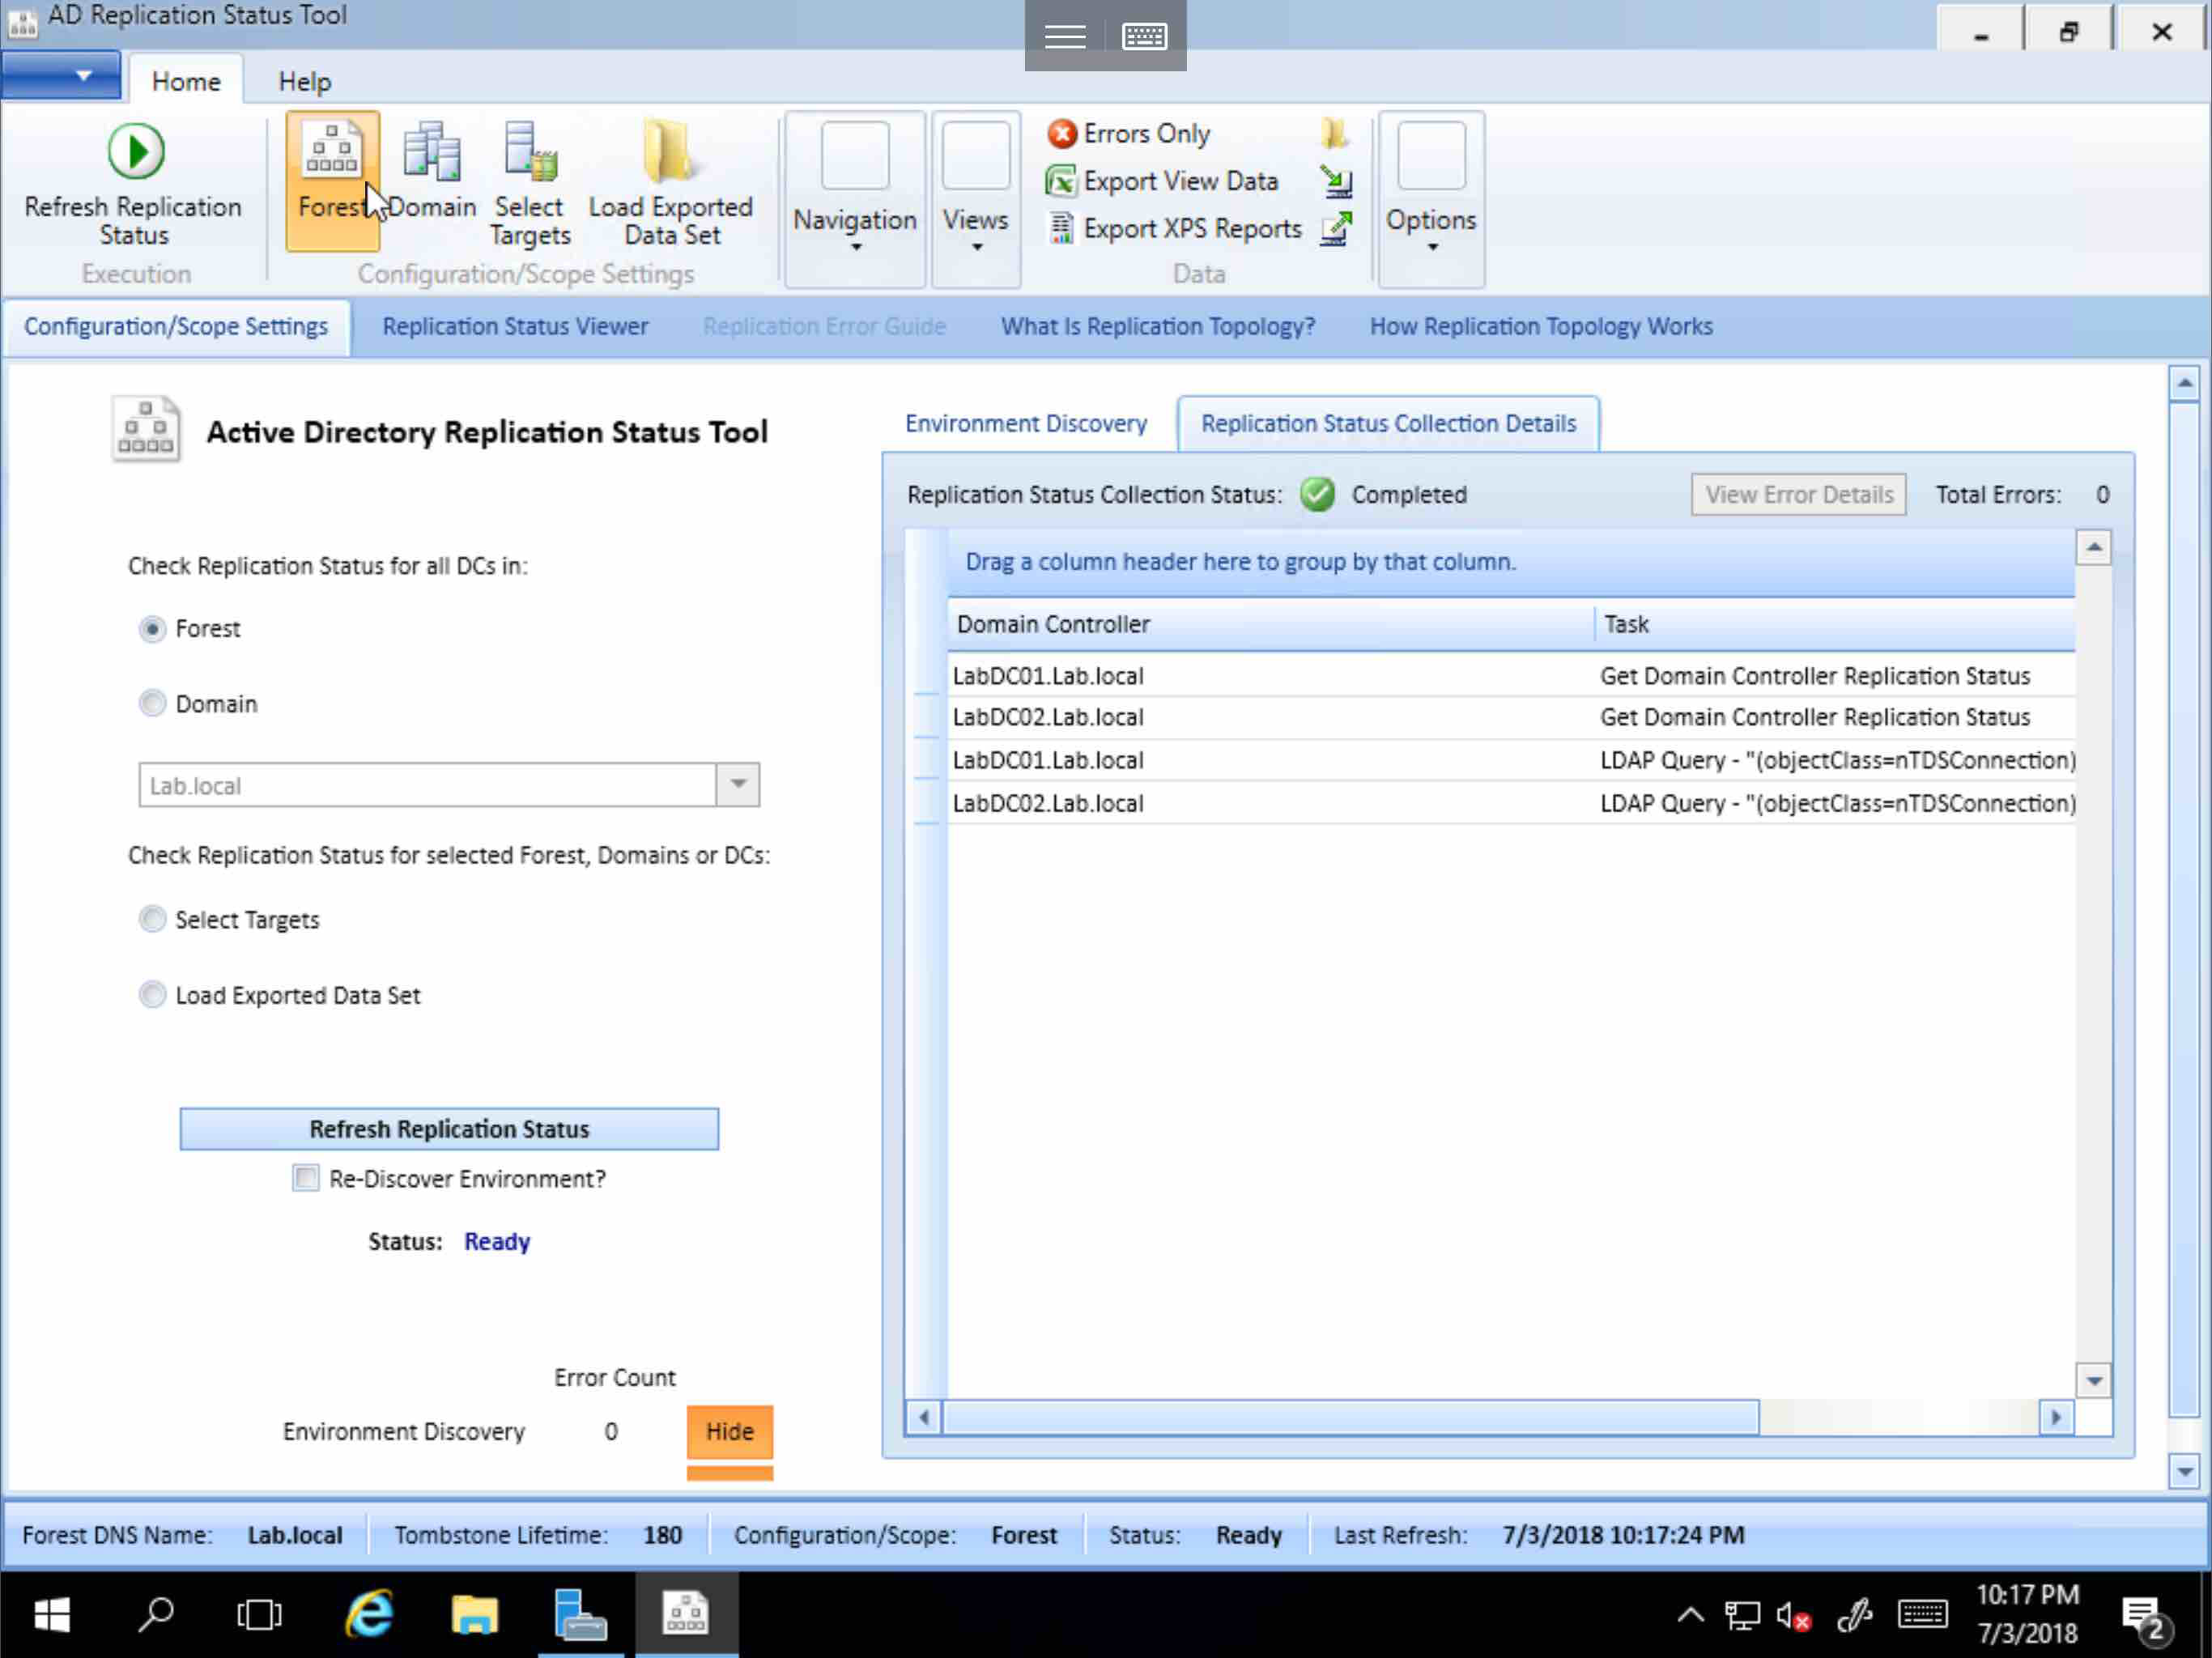 AD Replication Status Tool
Home
Help
Refresh Replication
Status
Execution
Forest
Domain
Select
Targets
Load Exported
Data Set
Configuration/Scope Settings
Navigation
Views
Errors Only
Export View Data
Export XPS Reports
Data
Options
Configuration/Scope Settings
Replication Status Viewer
Replication Error Guide
What Is Replication Topology?
How Replication Topology Works
Active Directory Replication Status Tool
Check Replication Status for all DCs in:
Forest
Domain
Lab.local
Check Replication Status for selected Forest, Domains or DCs:
Select Targets
Load Exported Data Set
Refresh Replication Status
Re-Discover Environment?
Status: Ready
Error Count
Environment Discovery 0 Hide
Environment Discovery
Replication Status Collection Details
Replication Status Collection Status: Completed
View Error Details
Total Errors: 0
Drag a column header here to group by that column.
Domain Controller Task
LabDC01.Lab.local Get Domain Controller Replication Status
LabDC02.Lab.local Get Domain Controller Replication Status
LabDC01.Lab.local LDAP Query - "(objectClass=nTDSConnection)
LabDC02.Lab.local LDAP Query - "(objectClass=nTDSConnection)
Forest DNS Name: Lab.local Tombstone Lifetime: 180 Configuration/Scope: Forest Status: Ready Last Refresh: 7/3/2018 10:17:24 PM
10:17 PM
7/3/2018
2